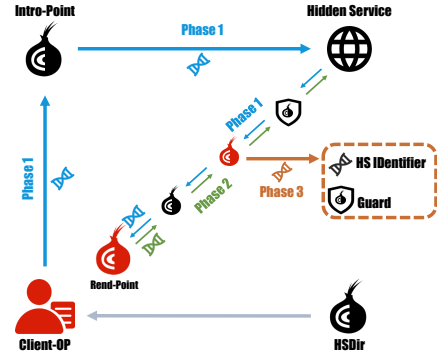 Intro-Point
Hidden Service
Phase 1
Phase 1
Phase 1
Phase 2
Phase 3
HS IDentifier
Guard
Rend-Point
Client-OP
HSDir